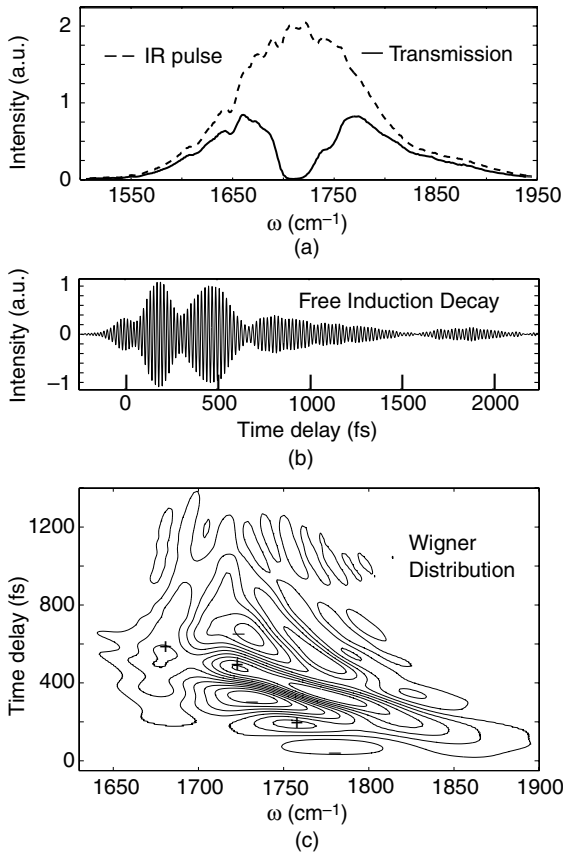 Intensity (a.u.)
2
1
0
IR pulse
Transmission
1550 1650 1750 1850 1950
ω (cm⁻¹)
(a)
Intensity (a.u.)
1
0
−1
Free Induction Decay
0 500 1000 1500 2000
Time delay (fs)
(b)
Time delay (fs)
1200
800
400
0
Wigner
Distribution
+
−
+
−
+
−
1650 1700 1750 1800 1850 1900
ω (cm⁻¹)
(c)